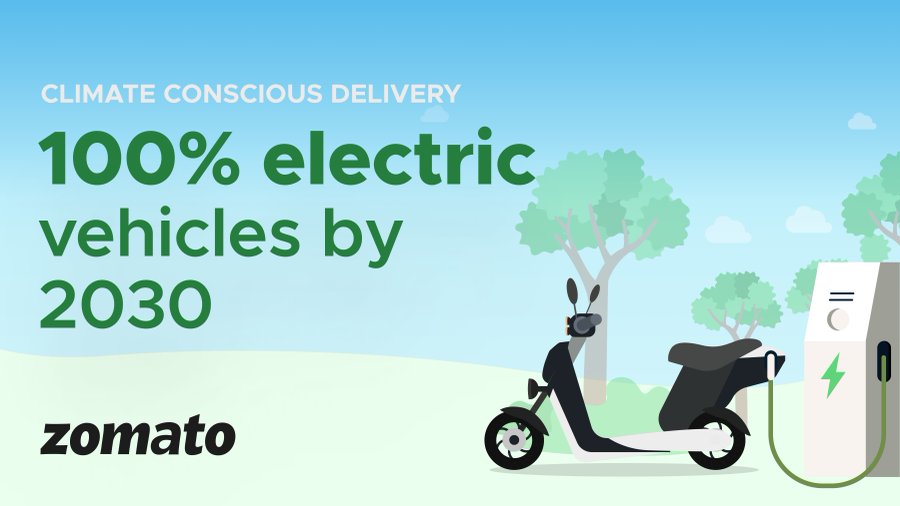 CLIMATE CONSCIOUS DELIVERY
100% electric
vehicles by
2030
zomato